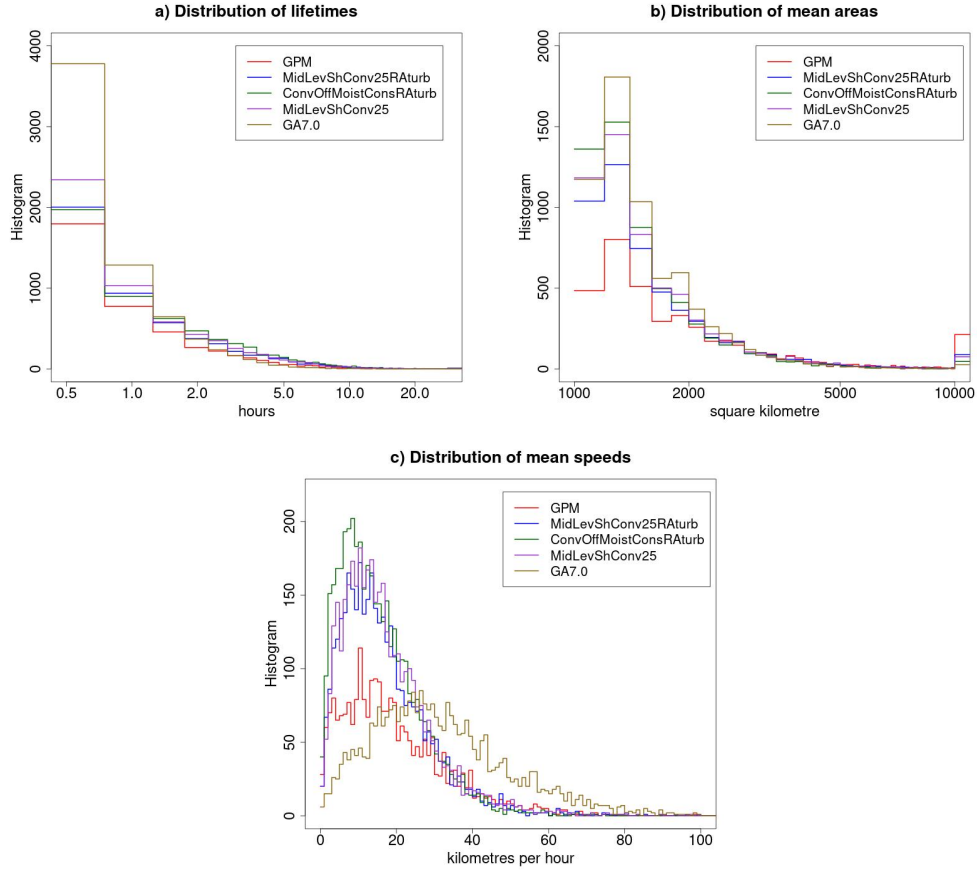 a) Distribution of lifetimes
Histogram
4000
3000
2000
1000
0
GPM
MidLevShConv25RAturb
ConvOffMoistConsRAturb
MidLevShConv25
GA7.0
0.5 1.0 2.0 5.0 10.0 20.0
hours
b) Distribution of mean areas
Histogram
2000
1500
1000
500
0
GPM
MidLevShConv25RAturb
ConvOffMoistConsRAturb
MidLevShConv25
GA7.0
1000 2000 5000 10000
square kilometre
c) Distribution of mean speeds
Histogram
200
150
100
50
0
GPM
MidLevShConv25RAturb
ConvOffMoistConsRAturb
MidLevShConv25
GA7.0
0 20 40 60 80 100
kilometres per hour